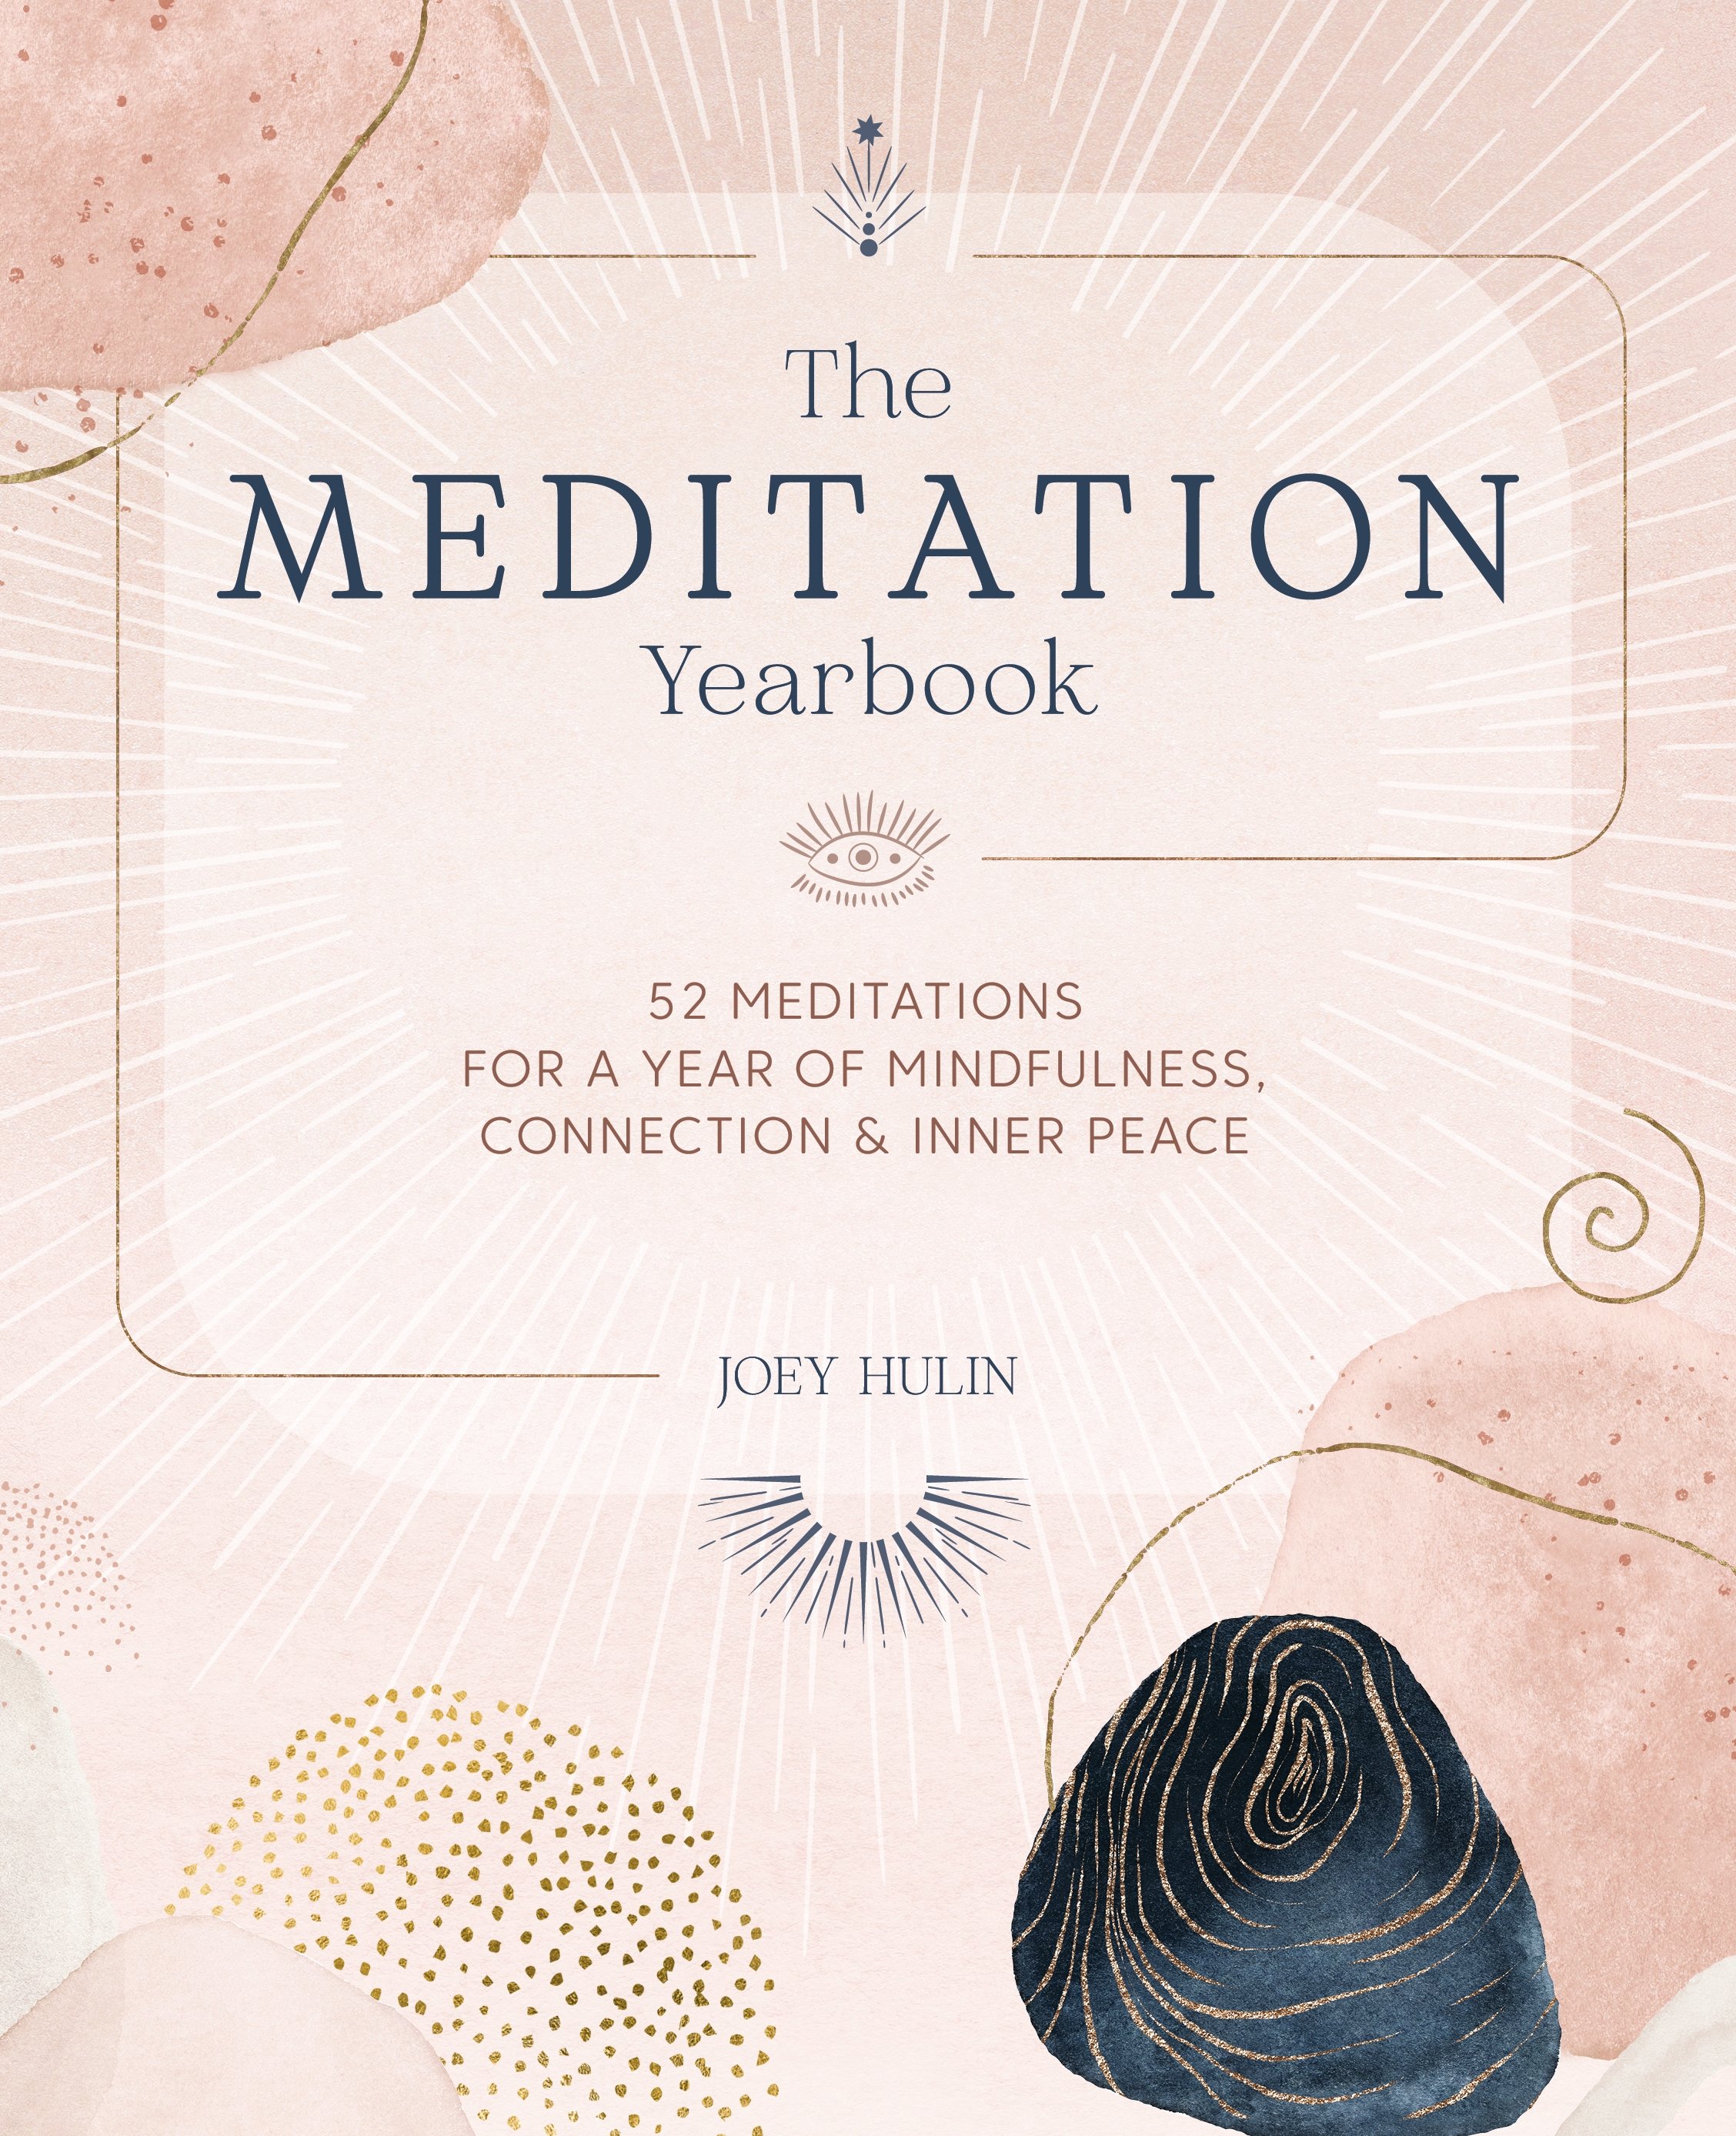 The
MEDITATION
Yearbook
52 MEDITATIONS
FOR A YEAR OF MINDFULNESS,
CONNECTION & INNER PEACE
JOEY HULIN